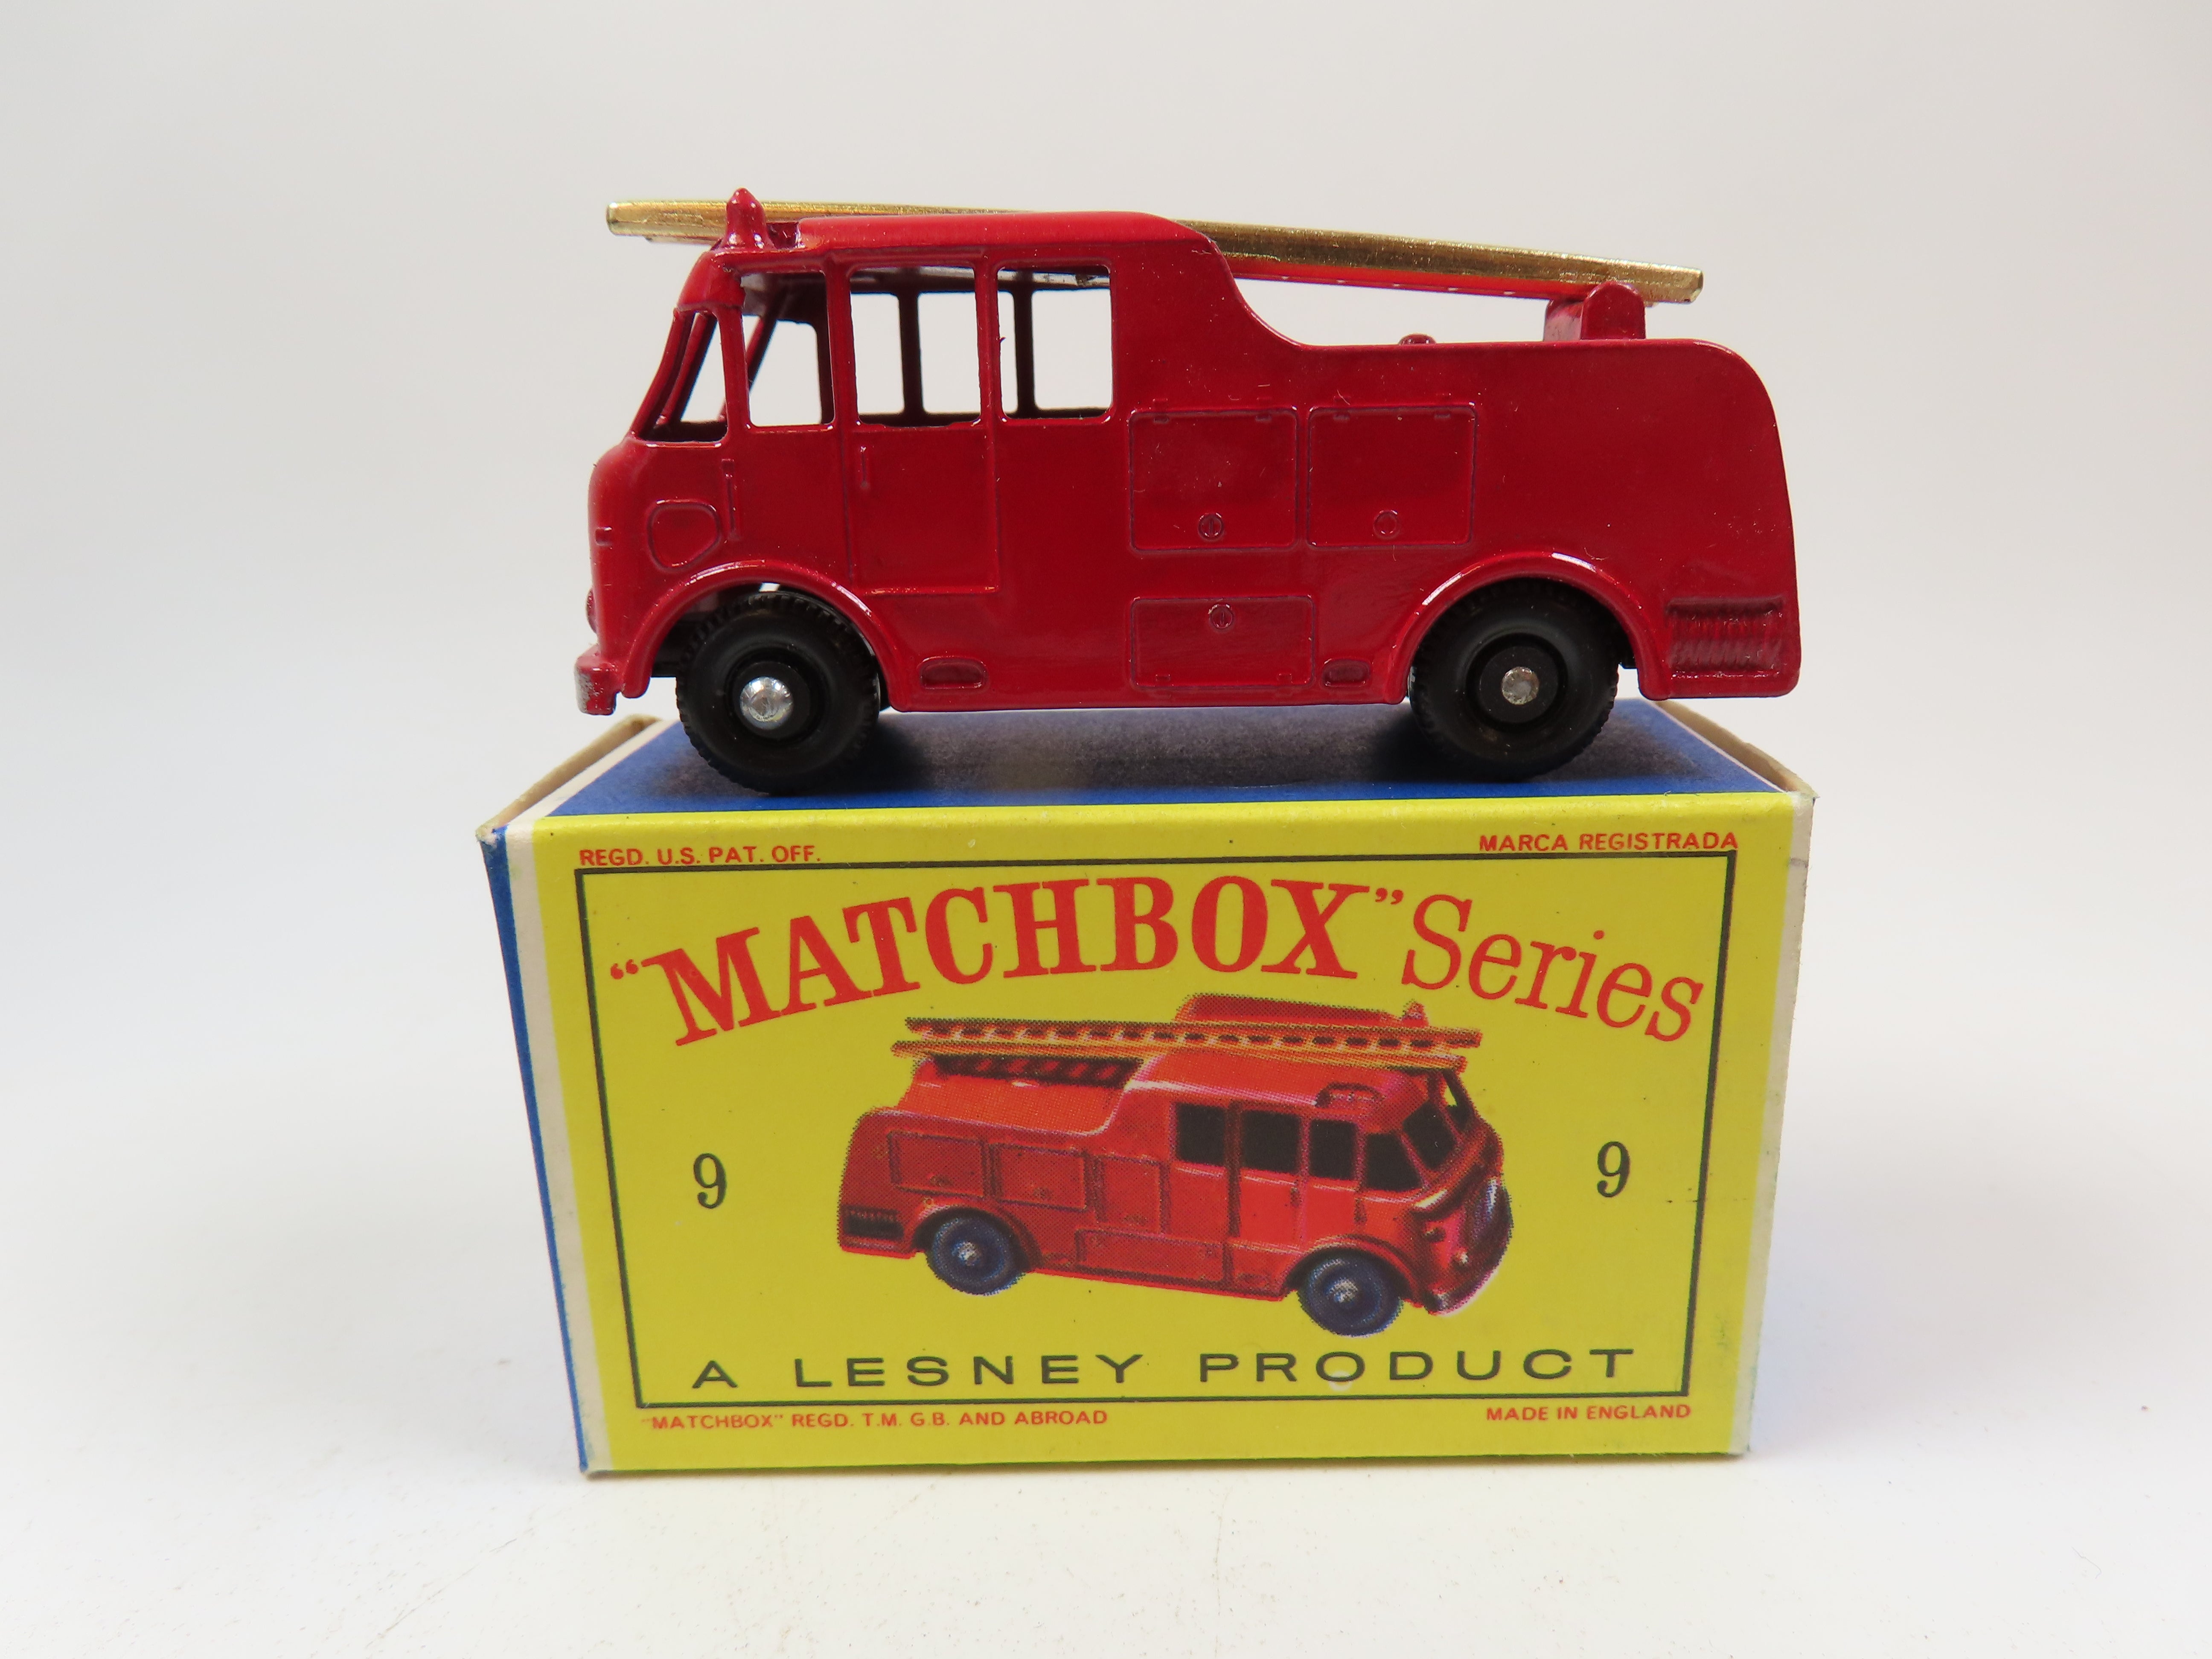 REGD. U.S. PAT. OFF. MARCA REGISTRADA
"MATCHBOX" Series
9 9
A LESNEY PRODUCT
"MATCHBOX" REGD. T.M. G.B. AND ABROAD MADE IN ENGLAND